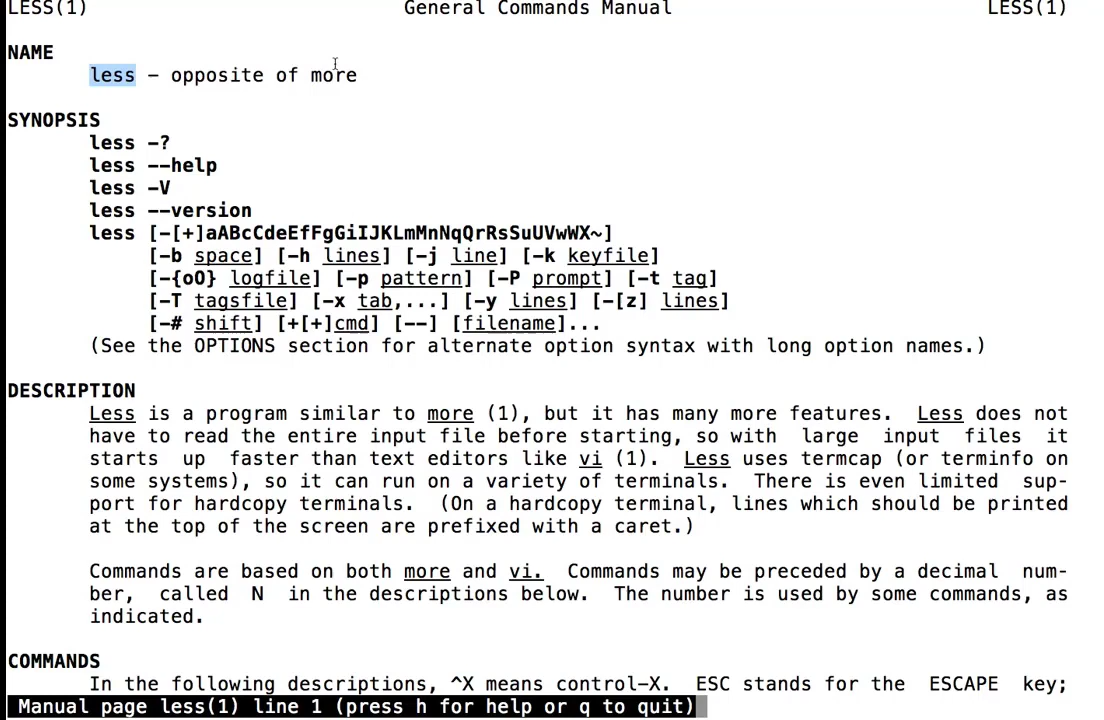 LESS(1) General Commands Manual LESS(1)
NAME
less - opposite of more
SYNOPSIS
less -?
less --help
less -V
less --version
less [-[+]aABcCdeEfFgGiIJKLmMnNqQrRsSuUVwWX~]
[-b space] [-h lines] [-j line] [-k keyfile]
[-{oO} logfile] [-p pattern] [-P prompt] [-t tag]
[-T tagsfile] [-x tab,...] [-y lines] [-[z] lines]
[-# shift] [+[+]cmd] [--] [filename]...
(See the OPTIONS section for alternate option syntax with long option names.)
DESCRIPTION
Less is a program similar to more (1), but it has many more features. Less does not
have to read the entire input file before starting, so with large input files it
starts up faster than text editors like vi (1). Less uses termcap (or terminfo on
some systems), so it can run on a variety of terminals. There is even limited sup-
port for hardcopy terminals. (On a hardcopy terminal, lines which should be printed
at the top of the screen are prefixed with a caret.)
Commands are based on both more and vi. Commands may be preceded by a decimal num-
ber, called N in the descriptions below. The number is used by some commands, as
indicated.
COMMANDS
In the following descriptions, ^X means control-X. ESC stands for the ESCAPE key;
Manual page less(1) line 1 (press h for help or q to quit)